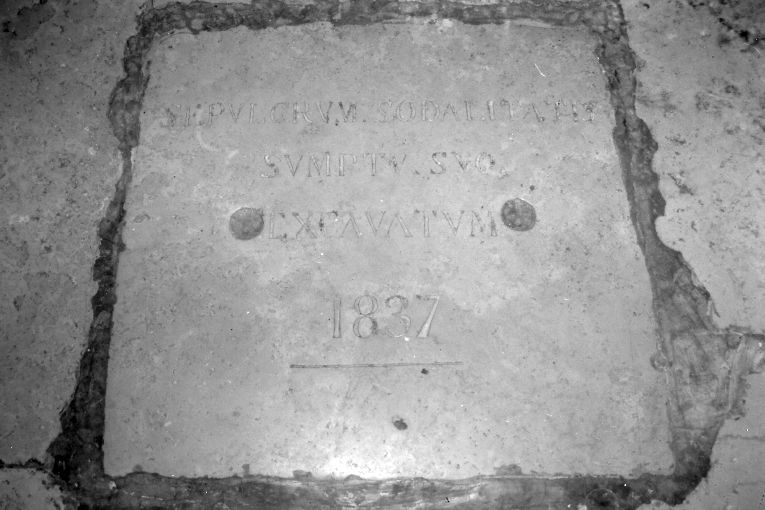 SEPVLCRVM. SODALITATIS
SVMPTV. SVO.
EXCAVATVM
1837